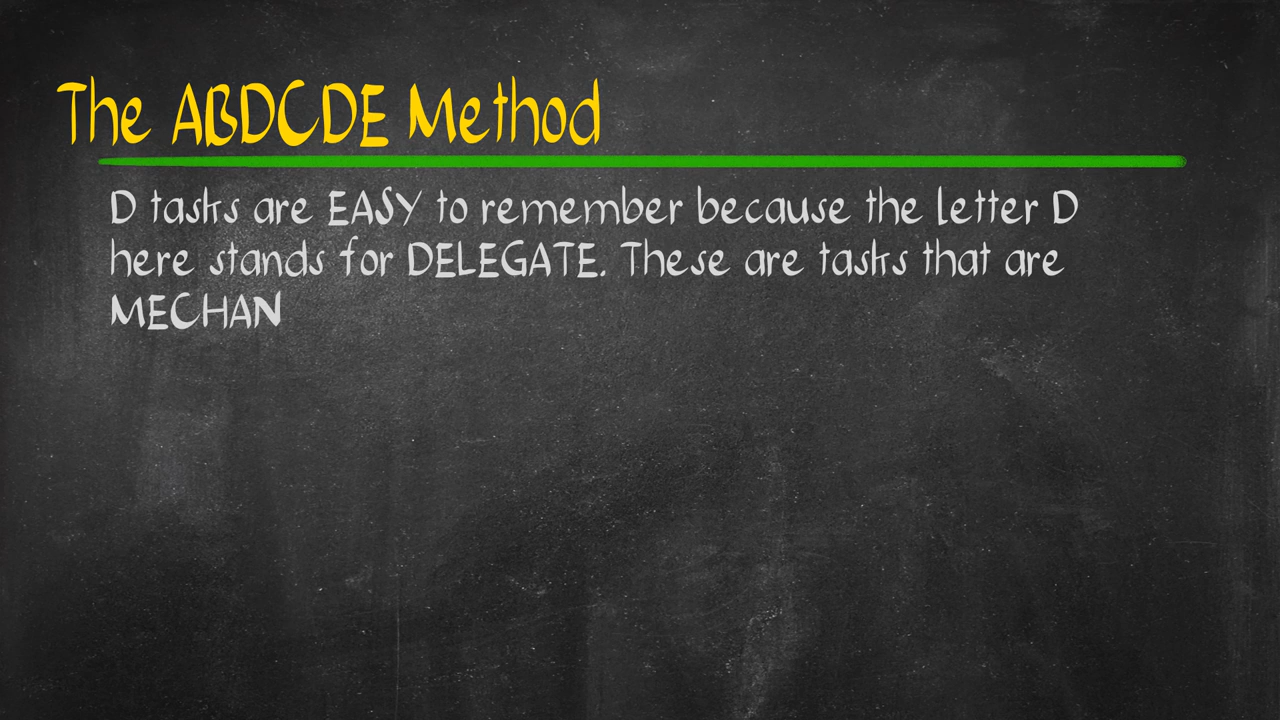 The ABDCDE Method
D tasks are EASY to remember because the letter D
here stands for DELEGATE. These are tasks that are
MECHAN